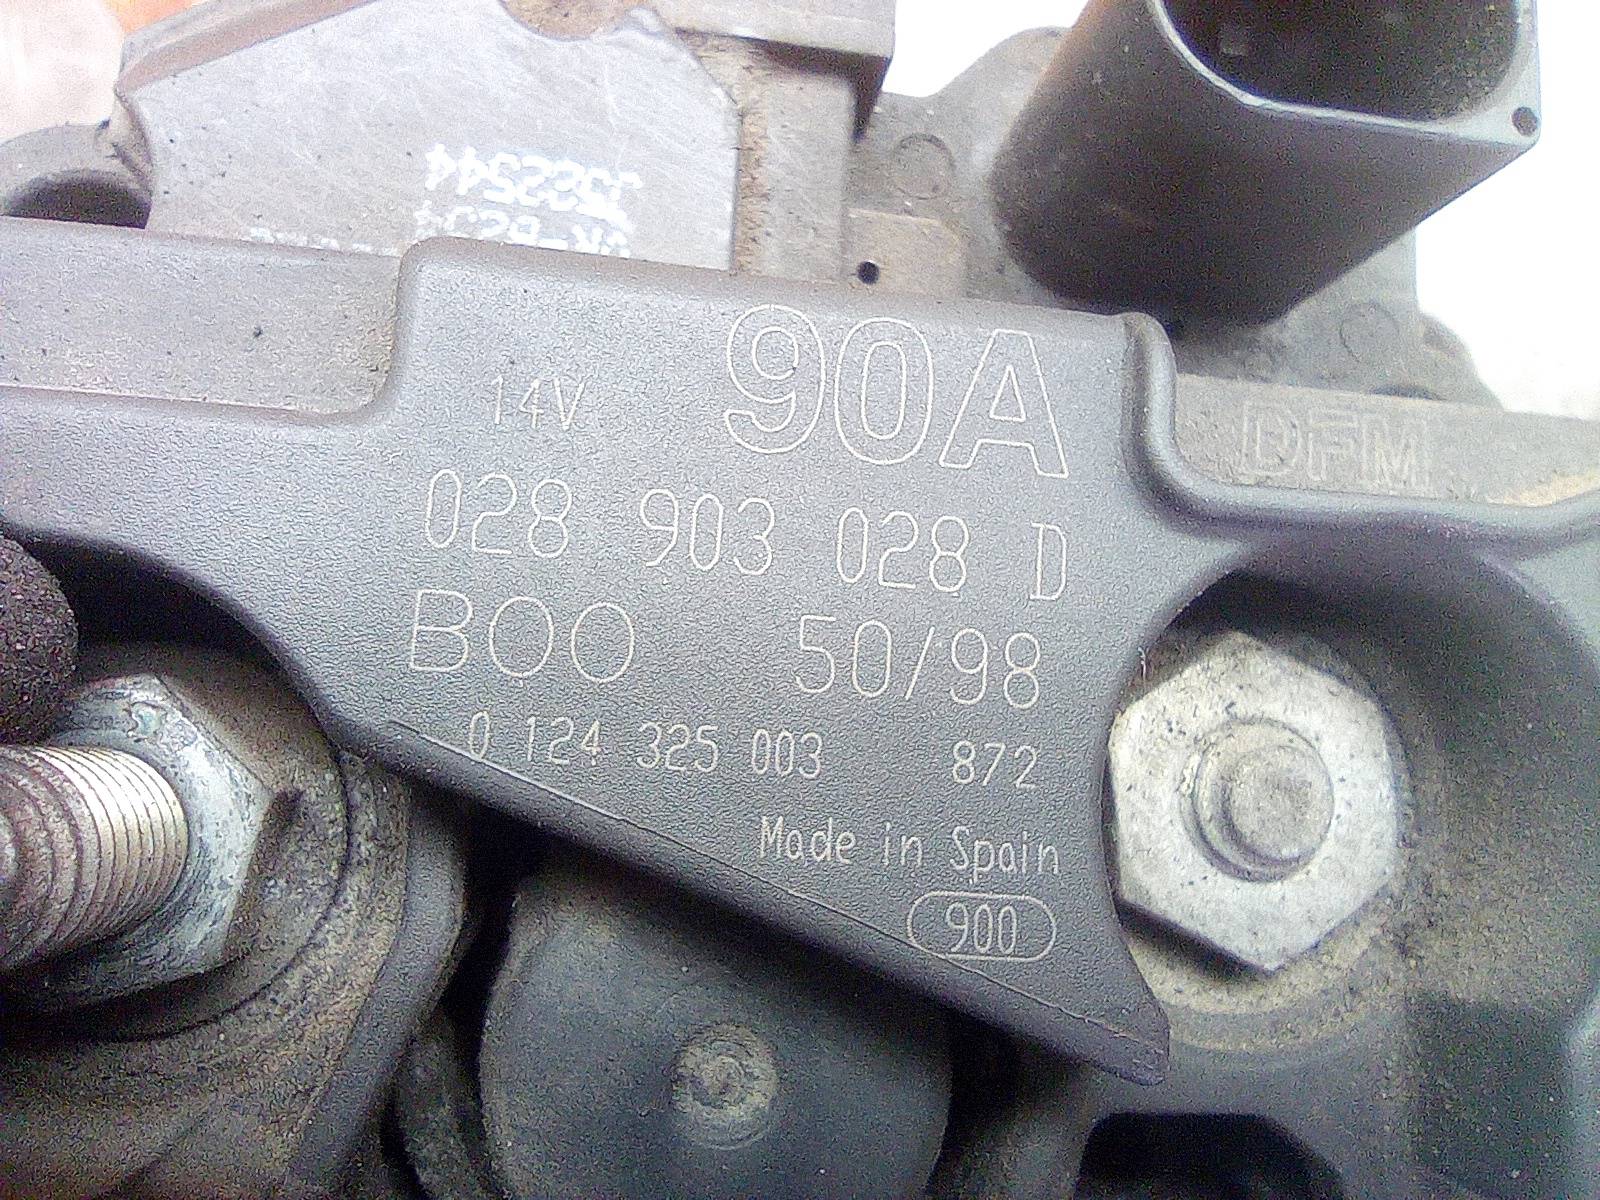 14V 90A
DFM
028 903 028 D
BOO 50/98
0 124 325 003 872
Made in Spain
900